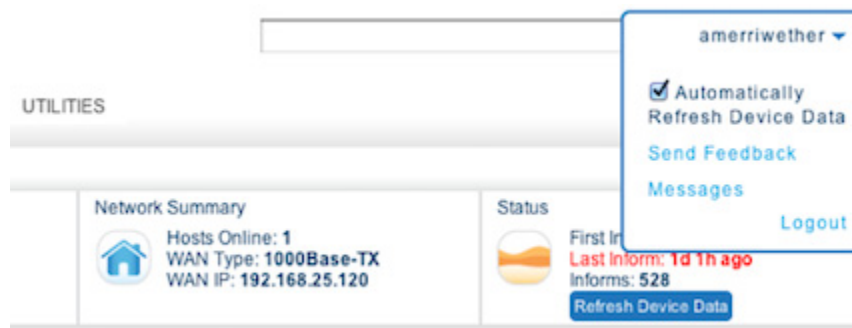 amerriwether
Automatically
Refresh Device Data
Send Feedback
Messages
Logout
UTILITIES
Network Summary
Hosts Online: 1
WAN Type: 1000Base-TX
WAN IP: 192.168.25.120
Status
First
Last Inform: 1d 1h ago
Informs: 528
Refresh Device Data